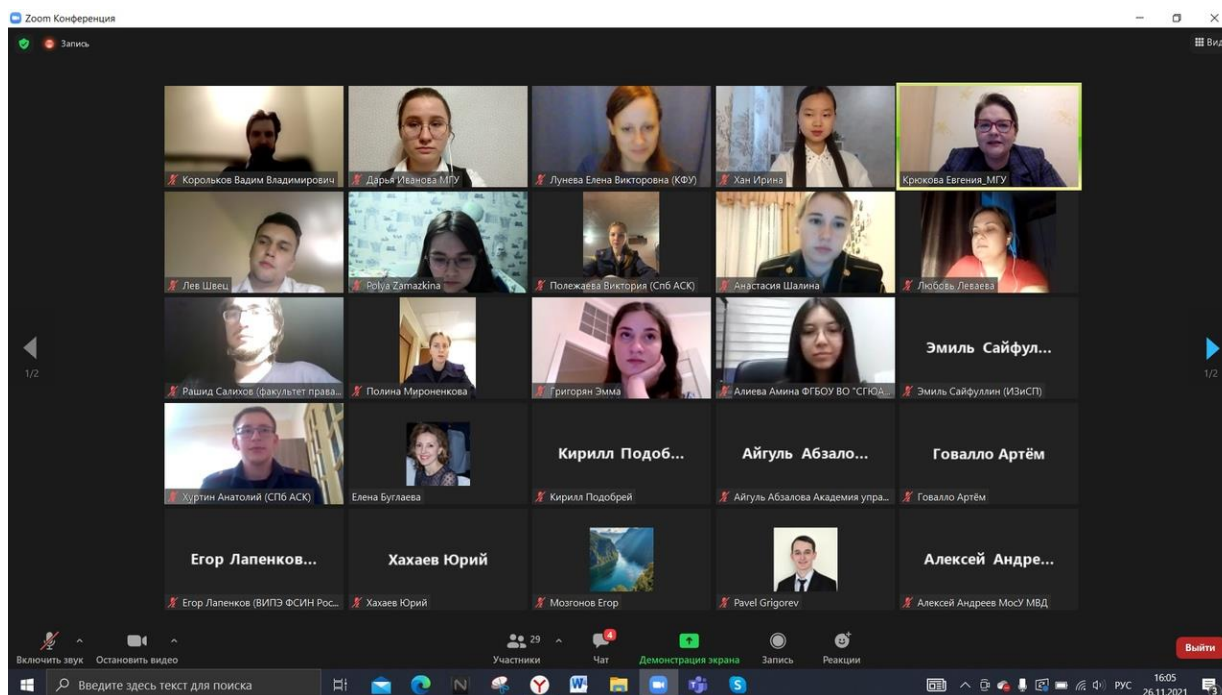 Zoom Конференция
Запись
Вид
Корольков Вадим Владимирович
Дарья Иванова МГУ
Лунева Елена Викторовна (КФУ)
Хан Ирина
Крюкова Евгения_МГУ
Лев Швец
Polya Zamazkina
Полежаева Виктория (Спб АСК)
Анастасия Шалина
Любовь Леваева
1/2
Рашид Салихов (факультет права...
Полина Мироненкова
Григорян Эмма
Алиева Амина ФГБОУ ВО "СГЮА...
Эмиль Сайфул...
Эмиль Сайфуллин (ИЗиСП)
1/2
Хуртин Анатолий (СПб АСК)
Елена Буглаева
Кирилл Подоб...
Кирилл Подобрей
Айгуль Абзало...
Айгуль Абзалова Академия упра...
Говалло Артём
Говалло Артём
Егор Лапенков...
Егор Лапенков (ВИПЭ ФСИН Рос...
Хахаев Юрий
Хахаев Юрий
Мозгонов Егор
Pavel Grigorev
Алексей Андре...
Алексей Андреев МосУ МВД
Включить звук
Остановить видео
29
Участники
4
Чат
Демонстрация экрана
Запись
Реакции
Выйти
Введите здесь текст для поиска
РУС
16:05
26.11.2021